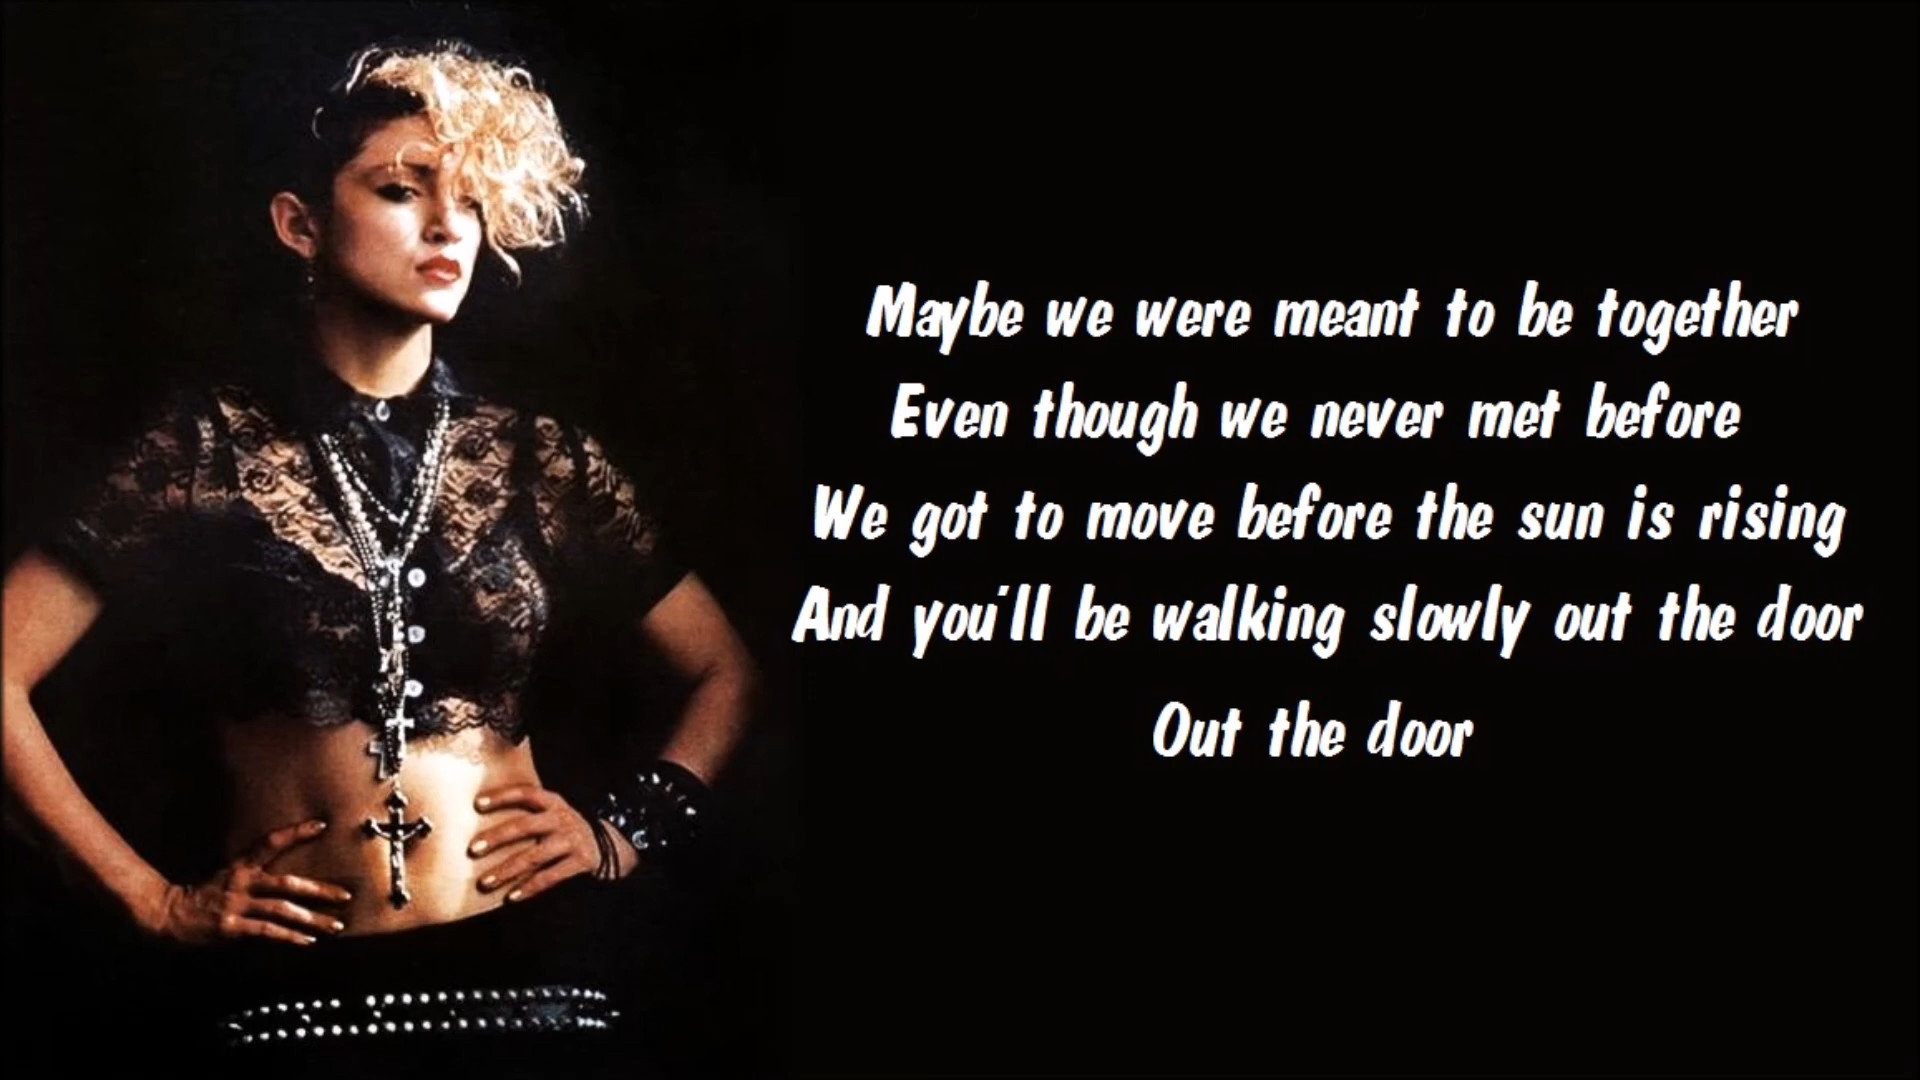 Maybe we were meant to be together
Even though we never met before
We got to move before the sun is rising
And you'll be walking slowly out the door
Out the door